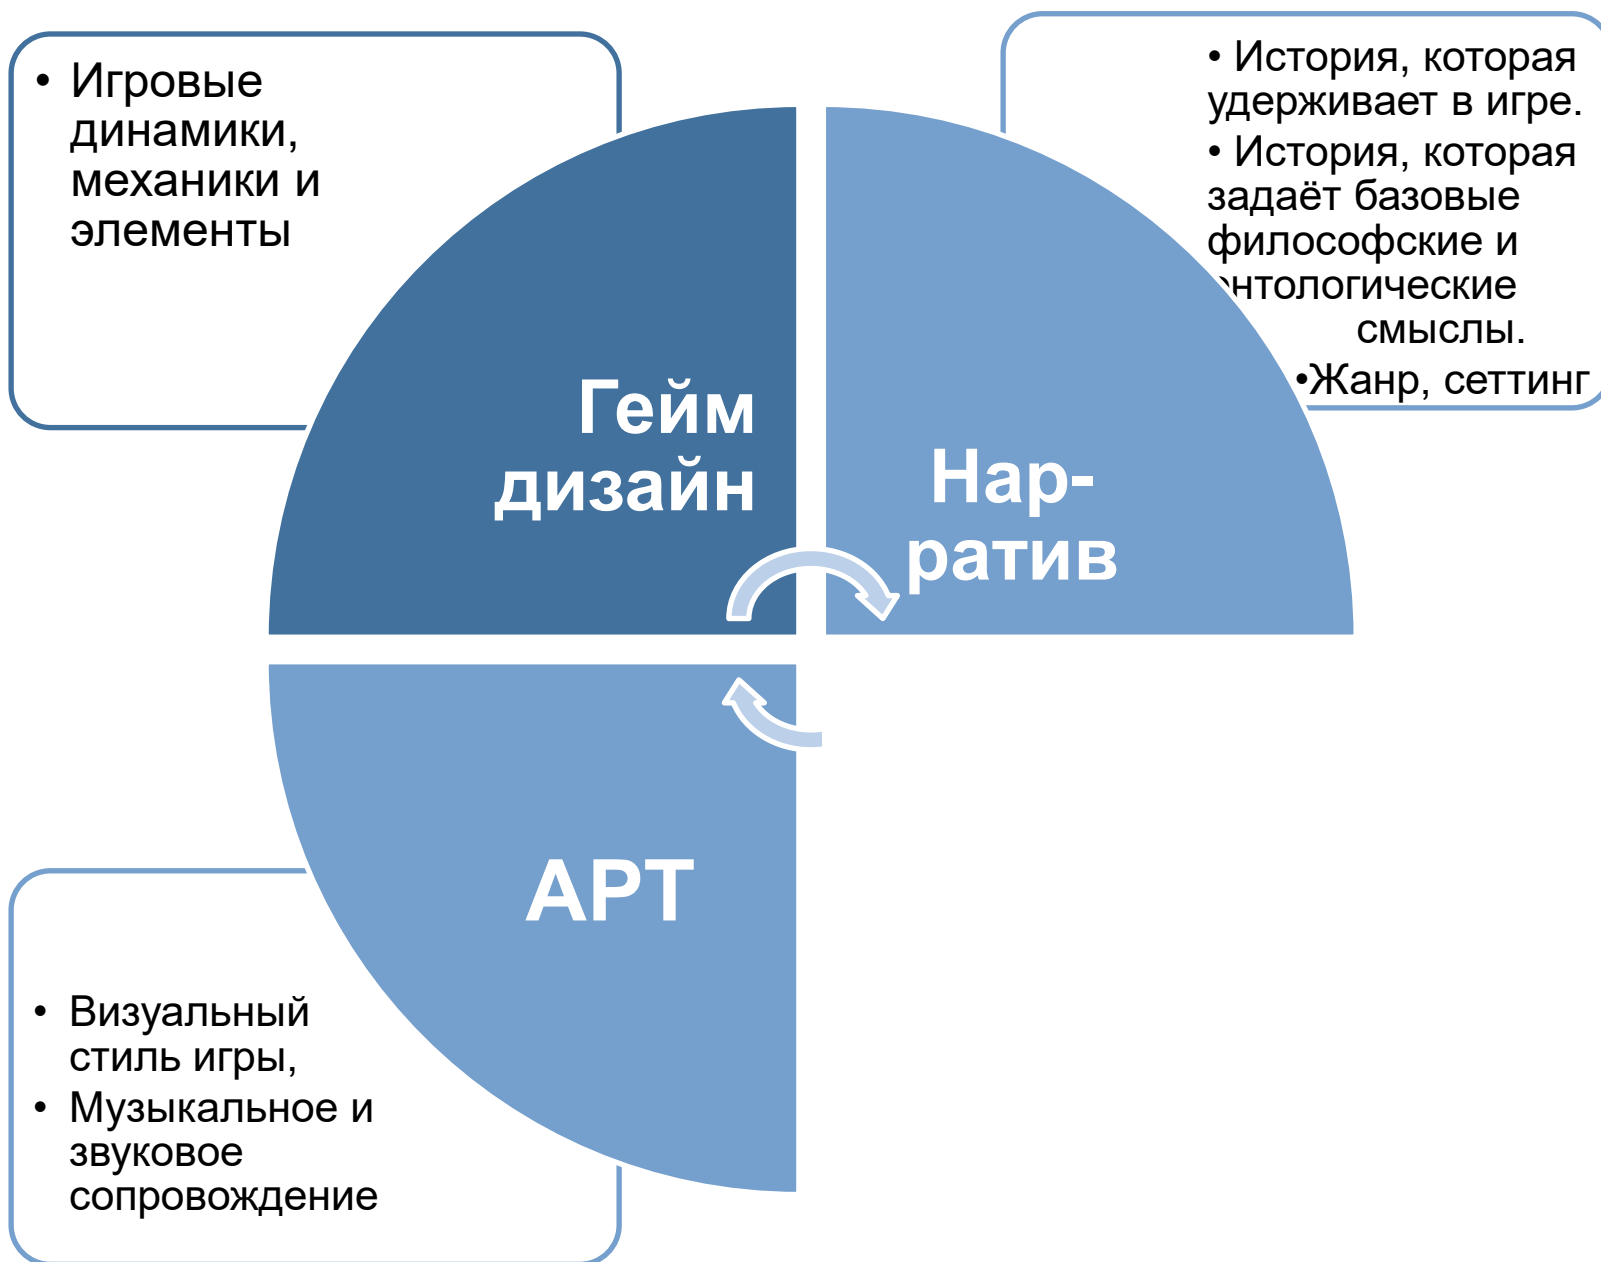 • Игровые
динамики,
механики и
элементы
• История, которая
удерживает в игре.
• История, которая
задаёт базовые
философские и
онтологические
смыслы.
•Жанр, сеттинг
Гейм
дизайн
Нар-
ратив
АРТ
• Визуальный
стиль игры,
• Музыкальное и
звуковое
сопровождение